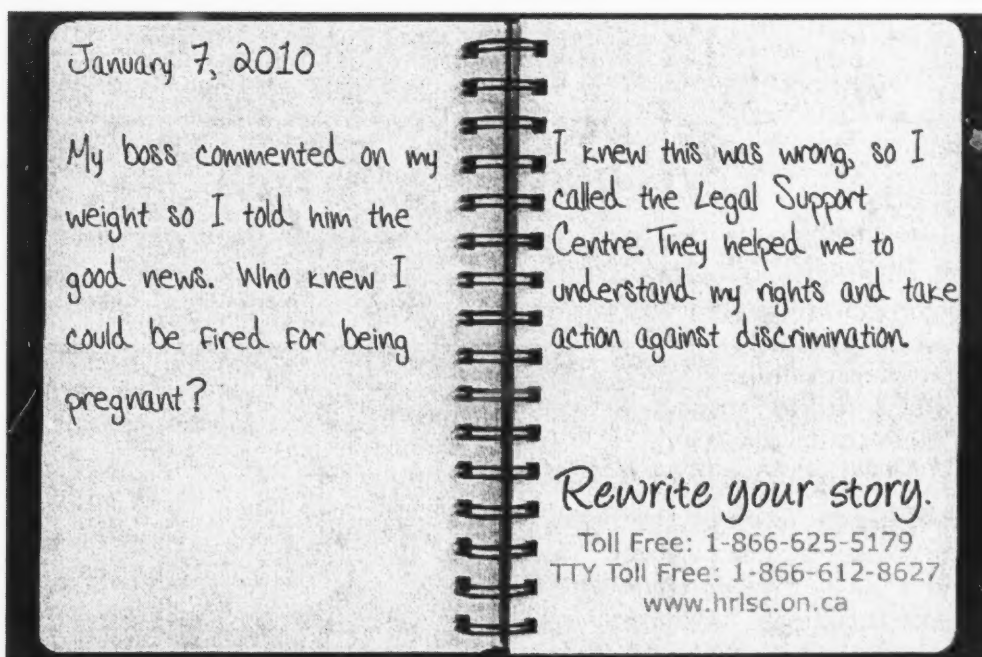 January 7, 2010
My boss commented on my
weight so I told him the
good news. Who knew I
could be fired for being
pregnant?
I knew this was wrong, so I
called the Legal Support
Centre. They helped me to
understand my rights and take
action against discrimination.
Rewrite your story.
Toll Free: 1-866-625-5179
TTY Toll Free: 1-866-612-8627
www.hrlsc.on.ca